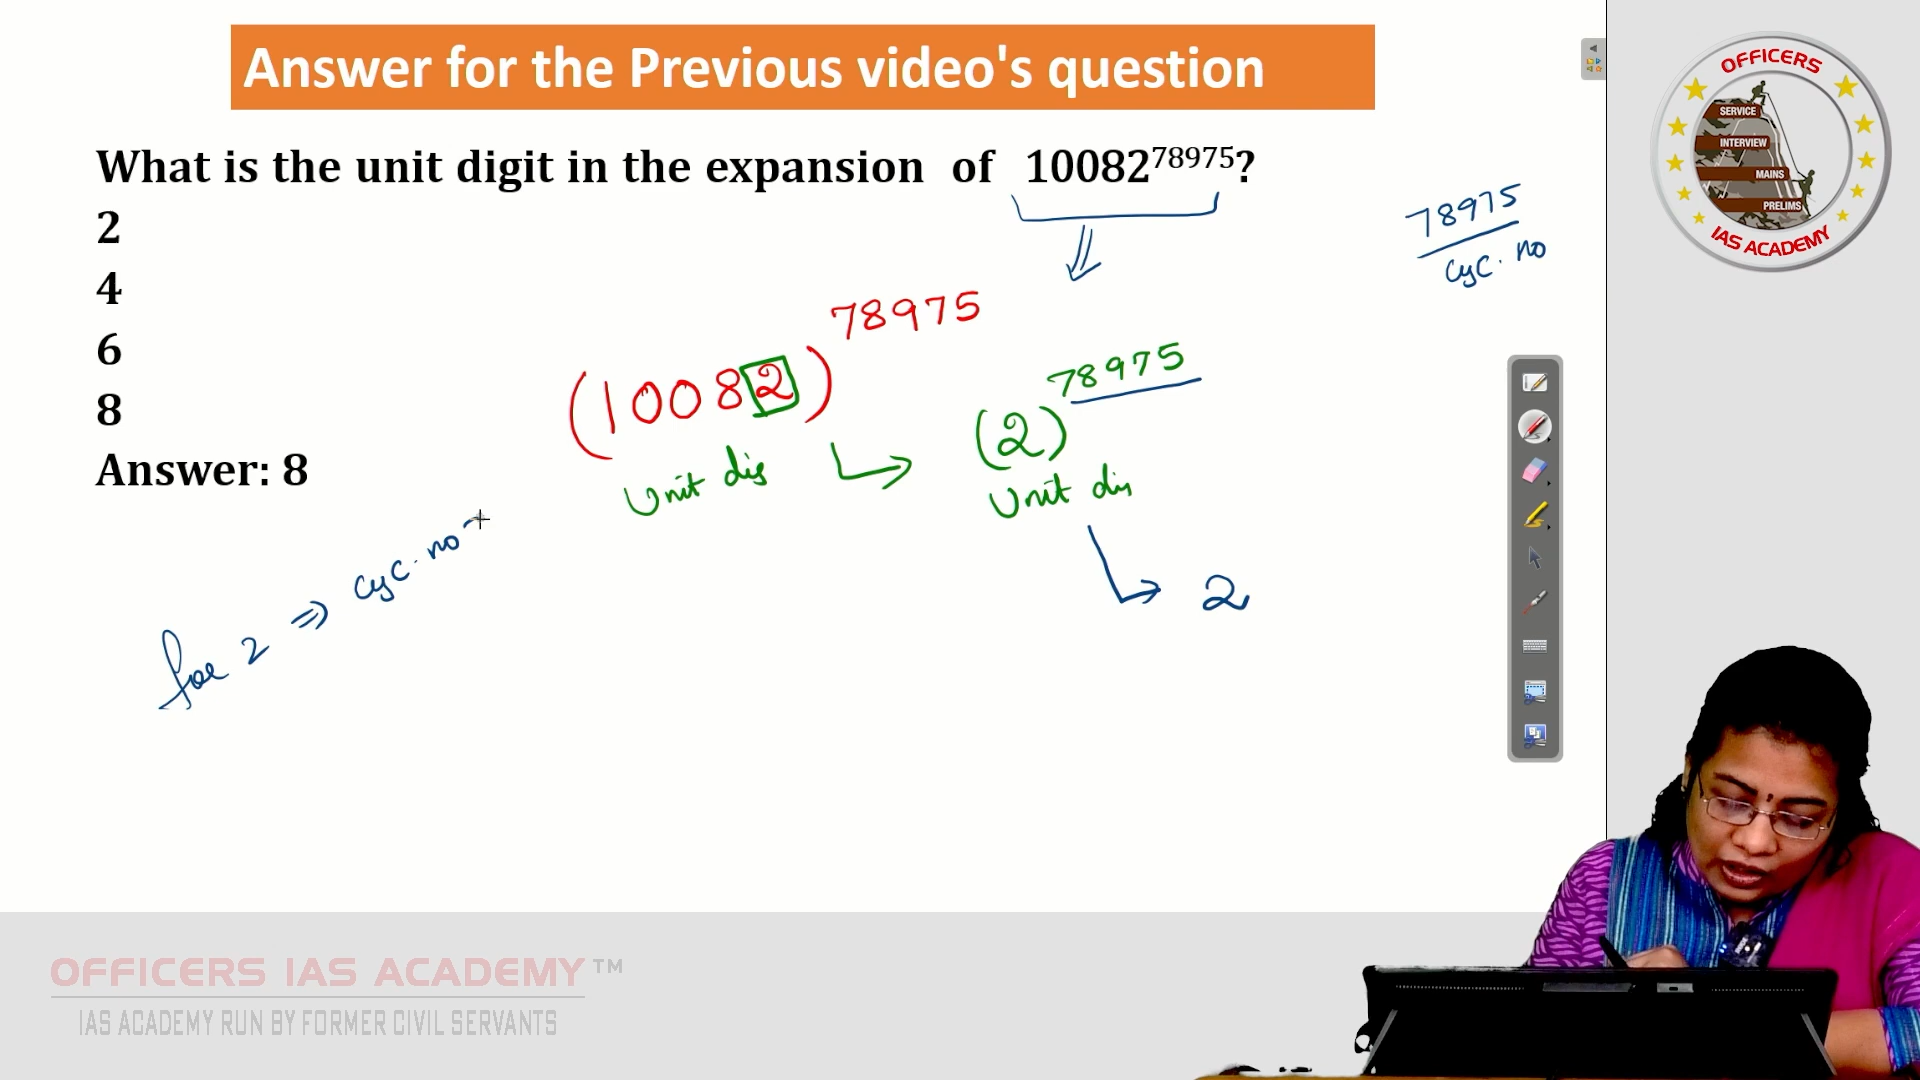 Answer for the Previous video's question
What is the unit digit in the expansion of 10082⁷⁸⁹⁷⁵?
2
4
6
8
Answer: 8
78975
cyc. no
(10082)⁷⁸⁹⁷⁵
Unit dig
(2)⁷⁸⁹⁷⁵
Unit dig
2
for 2 ⇒ cyc. no
OFFICERS
SERVICE
INTERVIEW
MAINS
PRELIMS
IAS ACADEMY
OFFICERS IAS ACADEMY™
IAS ACADEMY RUN BY FORMER CIVIL SERVANTS